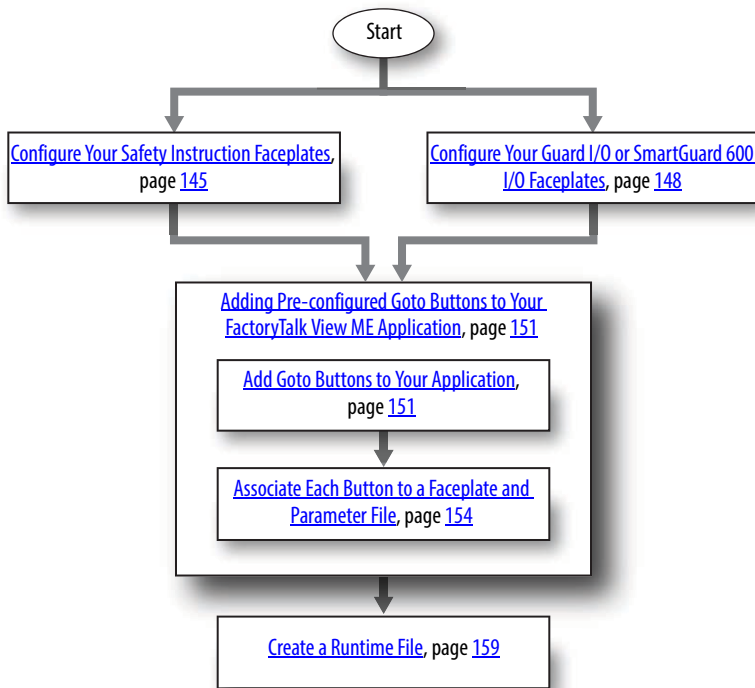 Start
Configure Your Safety Instruction Faceplates,
page 145
Configure Your Guard I/O or SmartGuard 600
I/O Faceplates, page 148
Adding Pre-configured Goto Buttons to Your
FactoryTalk View ME Application, page 151
Add Goto Buttons to Your Application,
page 151
Associate Each Button to a Faceplate and
Parameter File, page 154
Create a Runtime File, page 159